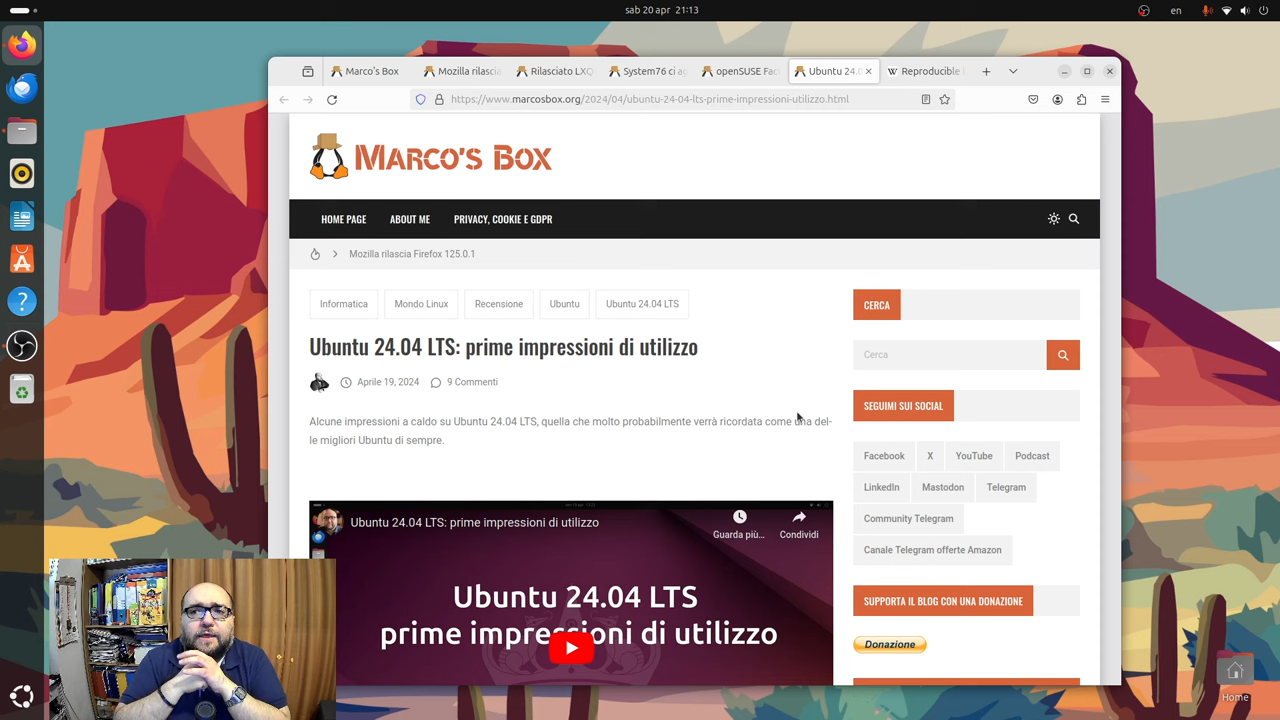 sab 20 apr 21:13
en
Marco's Box
Mozilla rilascia
Rilasciato LXQ
System76 ci ag
openSUSE Fac
Ubuntu 24.0
Reproducible
https://www.marcosbox.org/2024/04/ubuntu-24-04-lts-prime-impressioni-utilizzo.html
MARCO'S BOX
HOME PAGE
ABOUT ME
PRIVACY, COOKIE E GDPR
Mozilla rilascia Firefox 125.0.1
Informatica
Mondo Linux
Recensione
Ubuntu
Ubuntu 24.04 LTS
Ubuntu 24.04 LTS: prime impressioni di utilizzo
Aprile 19, 2024
9 Commenti
Alcune impressioni a caldo su Ubuntu 24.04 LTS, quella che molto probabilmente verrà ricordata come una del-
le migliori Ubuntu di sempre.
Ubuntu 24.04 LTS: prime impressioni di utilizzo
Guarda più...
Condividi
Ubuntu 24.04 LTS
prime impressioni di utilizzo
CERCA
Cerca
SEGUIMI SUI SOCIAL
Facebook
X
YouTube
Podcast
LinkedIn
Mastodon
Telegram
Community Telegram
Canale Telegram offerte Amazon
SUPPORTA IL BLOG CON UNA DONAZIONE
Donazione
Home